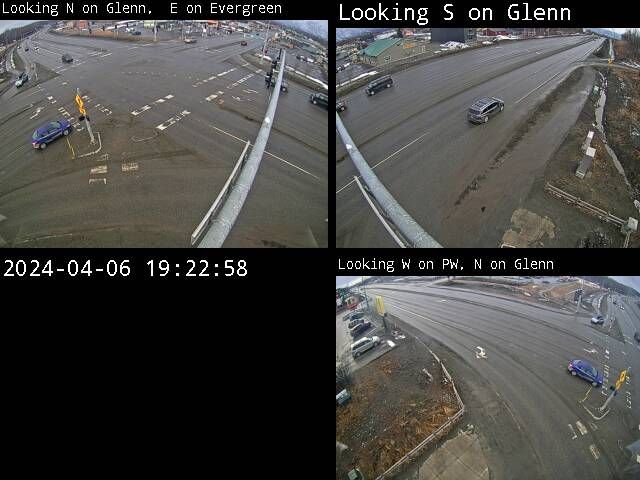 Looking N on Glenn, E on Evergreen
Looking S on Glenn
2024-04-06 19:22:58
Looking W on PW, N on Glenn